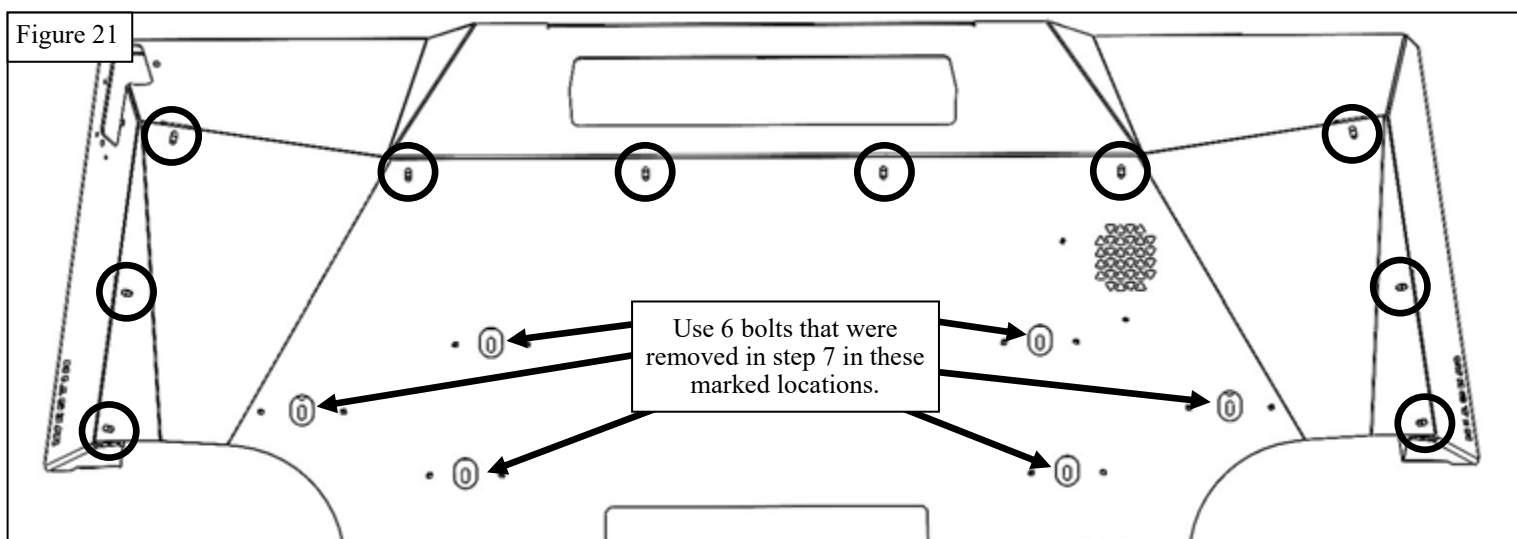 Figure 21
Use 6 bolts that were
removed in step 7 in these
marked locations.